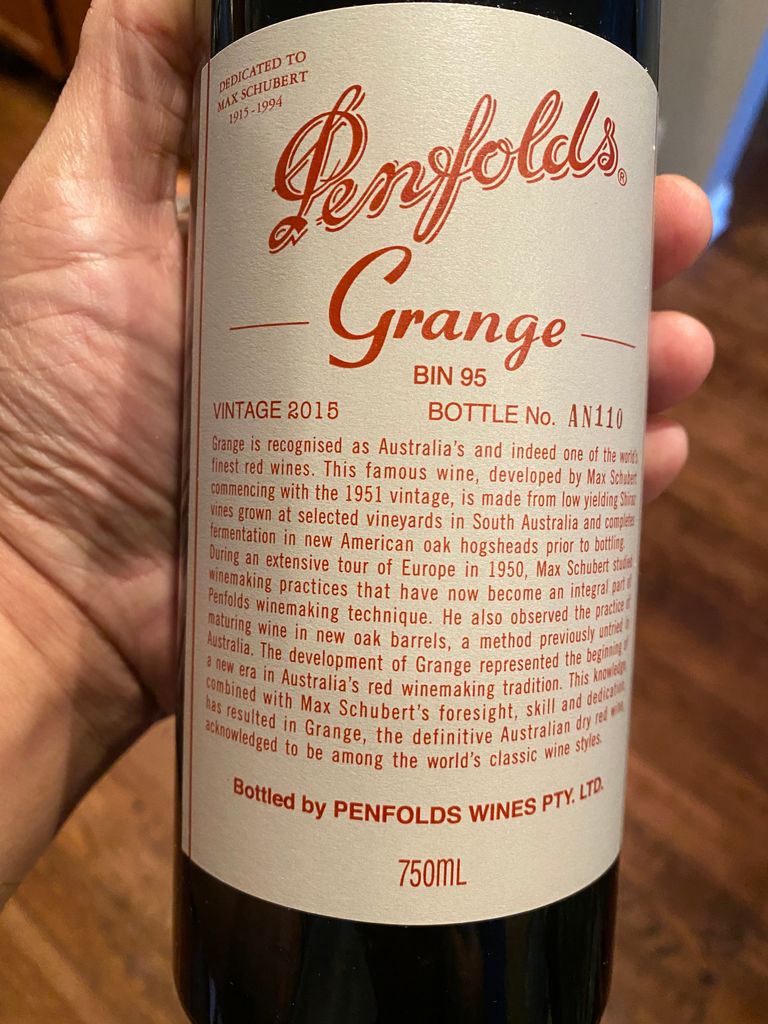 DEDICATED TO
MAX SCHUBERT
1915-1994
Penfolds®
Grange
BIN 95
VINTAGE 2015 BOTTLE No. AN110
Grange is recognised as Australia's and indeed one of the world's
finest red wines. This famous wine, developed by Max Schubert
commencing with the 1951 vintage, is made from low yielding Shiraz
vines grown at selected vineyards in South Australia and completes
fermentation in new American oak hogsheads prior to bottling.
During an extensive tour of Europe in 1950, Max Schubert studied
winemaking practices that have now become an integral part of
Penfolds winemaking technique. He also observed the practice of
maturing wine in new oak barrels, a method previously untried in
Australia. The development of Grange represented the beginning of
a new era in Australia's red winemaking tradition. This knowledge,
combined with Max Schubert's foresight, skill and dedication,
has resulted in Grange, the definitive Australian dry red wine,
acknowledged to be among the world's classic wine styles.
Bottled by PENFOLDS WINES PTY. LTD.
750ML